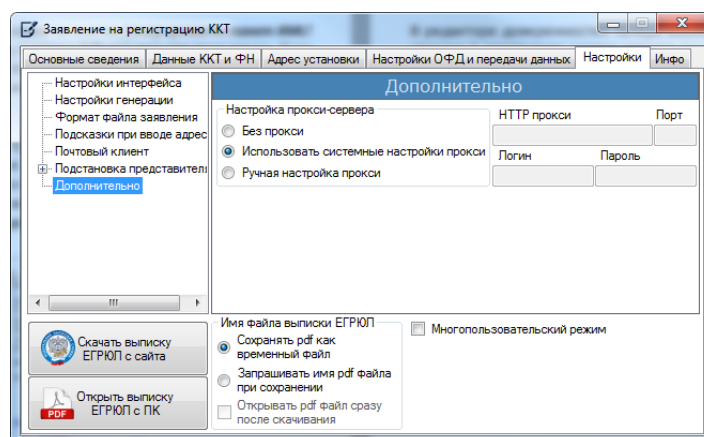 Заявление на регистрацию ККТ
Основные сведения Данные ККТ и ФН Адрес установки Настройки ОФД и передачи данных Настройки Инфо
Настройки интерфейса
Настройки генерации
Формат файла заявления
Подсказки при вводе адрес
Почтовый клиент
Подстановка представител
Дополнительно
Дополнительно
Настройка прокси-сервера
Без прокси
Использовать системные настройки прокси
Ручная настройка прокси
HTTP прокси Порт
Логин Пароль
Скачать выписку
ЕГРЮЛ с сайта
Открыть выписку
ЕГРЮЛ с ПК
PDF
Имя файла выписки ЕГРЮЛ
Сохранять pdf как
временный файл
Запрашивать имя pdf файла
при сохранении
Открывать pdf файл сразу
после скачивания
Многопользовательский режим